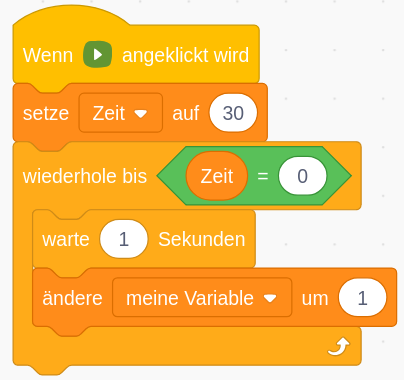 Wenn angeklickt wird
setze Zeit auf 30
wiederhole bis Zeit = 0
warte 1 Sekunden
ändere meine Variable um 1